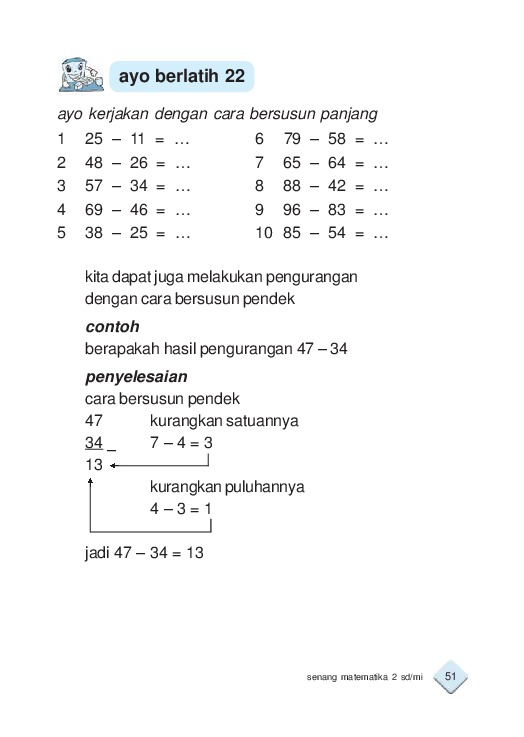 ayo berlatih 22
ayo kerjakan dengan cara bersusun panjang
1 25 – 11 = …
2 48 – 26 = …
3 57 – 34 = …
4 69 – 46 = …
5 38 – 25 = …
6 79 – 58 = …
7 65 – 64 = …
8 88 – 42 = …
9 96 – 83 = …
10 85 – 54 = …
kita dapat juga melakukan pengurangan
dengan cara bersusun pendek
contoh
berapakah hasil pengurangan 47 – 34
penyelesaian
cara bersusun pendek
47 kurangkan satuannya
34 – 7 – 4 = 3
13
kurangkan puluhannya
4 – 3 = 1
jadi 47 – 34 = 13
senang matematika 2 sd/mi 51